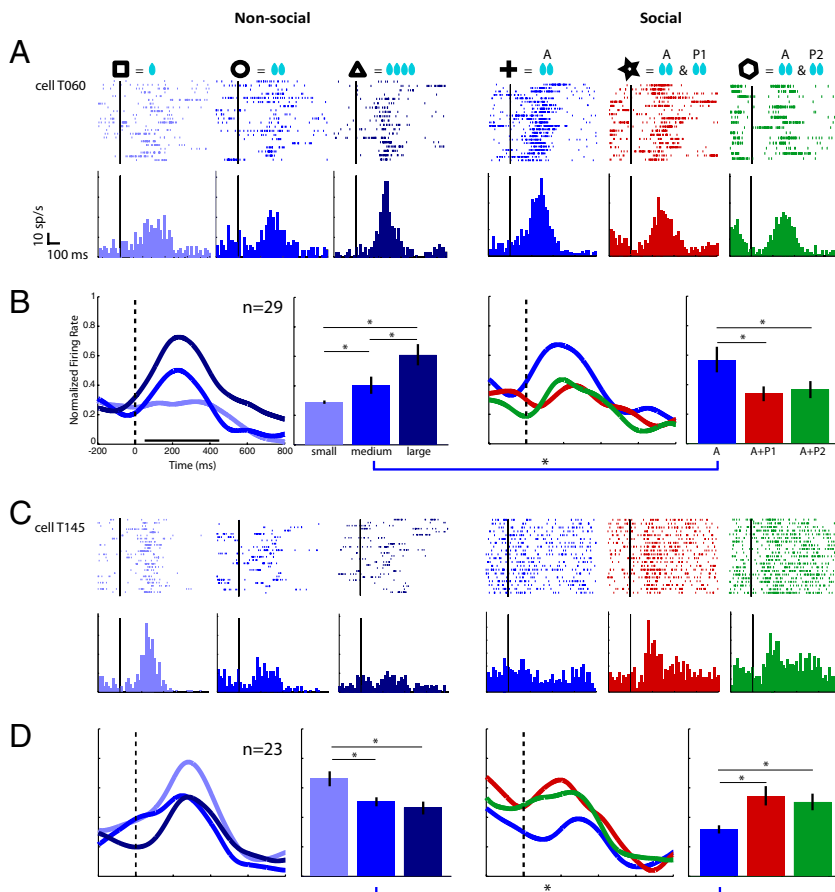 Non-social Social
A
= = = A = A P1 = & A P2 = &
cell T060
10 sp/s
100 ms
B
n=29
Normalized Firing Rate
1
0.8
0.6
0.4
0.2
0
-200 0 200 400 600 800
Time (ms)
* * *
small medium large
* *
A A+P1 A+P2
*
C
cell T145
D
n=23
* *
* *
*